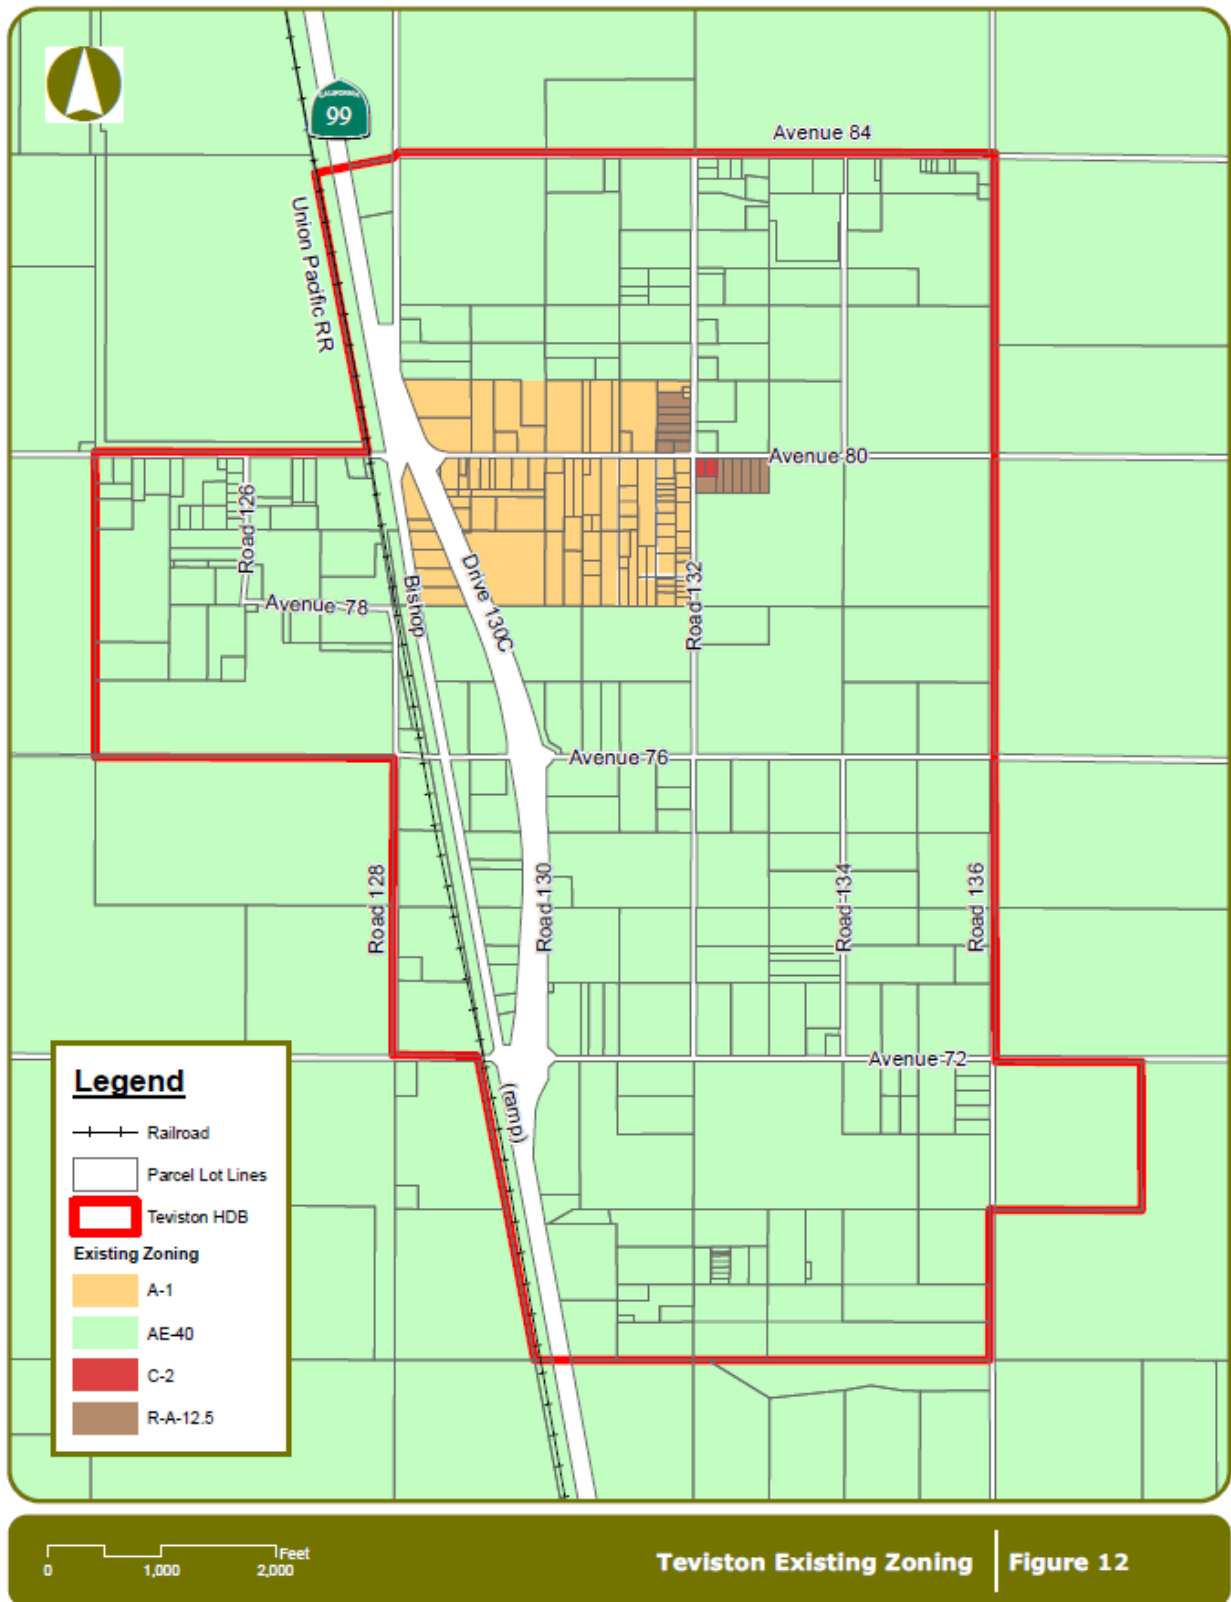 CALIFORNIA
99
Avenue 84
Union Pacific RR
Avenue 80
Road 126
Avenue 78
Bishop
Drive 130C
Road 132
Avenue 76
Road 128
Road 130
Road 134
Road 136
Avenue 72
(ramp)
Legend
Railroad
Parcel Lot Lines
Teviston HDB
Existing Zoning
A-1
AE-40
C-2
R-A-12.5
Feet
0 1,000 2,000
Teviston Existing Zoning
Figure 12